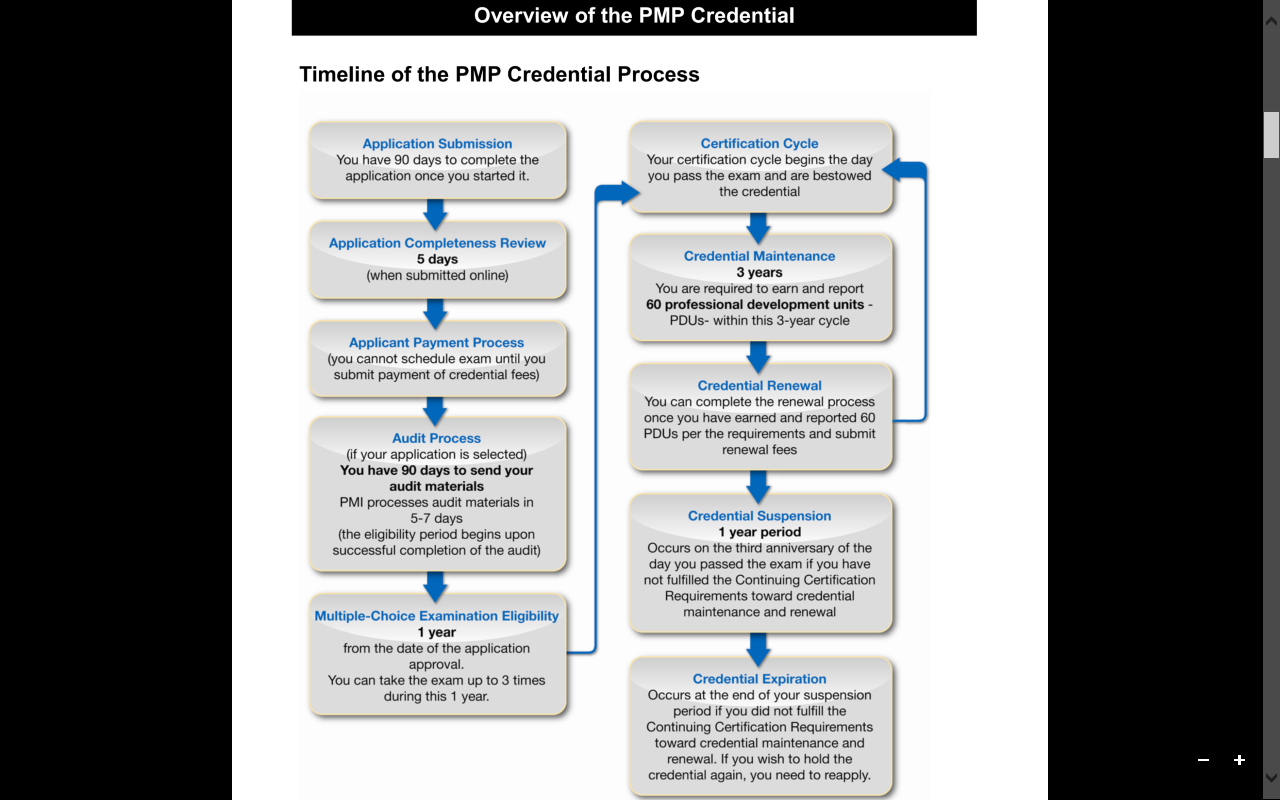 Overview of the PMP Credential
Timeline of the PMP Credential Process
Application Submission
You have 90 days to complete the
application once you started it.
Application Completeness Review
5 days
(when submitted online)
Applicant Payment Process
(you cannot schedule exam until you
submit payment of credential fees)
Audit Process
(if your application is selected)
You have 90 days to send your
audit materials
PMI processes audit materials in
5-7 days
(the eligibility period begins upon
successful completion of the audit)
Multiple-Choice Examination Eligibility
1 year
from the date of the application
approval.
You can take the exam up to 3 times
during this 1 year.
Certification Cycle
Your certification cycle begins the day
you pass the exam and are bestowed
the credential
Credential Maintenance
3 years
You are required to earn and report
60 professional development units -
PDUs- within this 3-year cycle
Credential Renewal
You can complete the renewal process
once you have earned and reported 60
PDUs per the requirements and submit
renewal fees
Credential Suspension
1 year period
Occurs on the third anniversary of the
day you passed the exam if you have
not fulfilled the Continuing Certification
Requirements toward credential
maintenance and renewal
Credential Expiration
Occurs at the end of your suspension
period if you did not fulfill the
Continuing Certification Requirements
toward credential maintenance and
renewal. If you wish to hold the
credential again, you need to reapply.